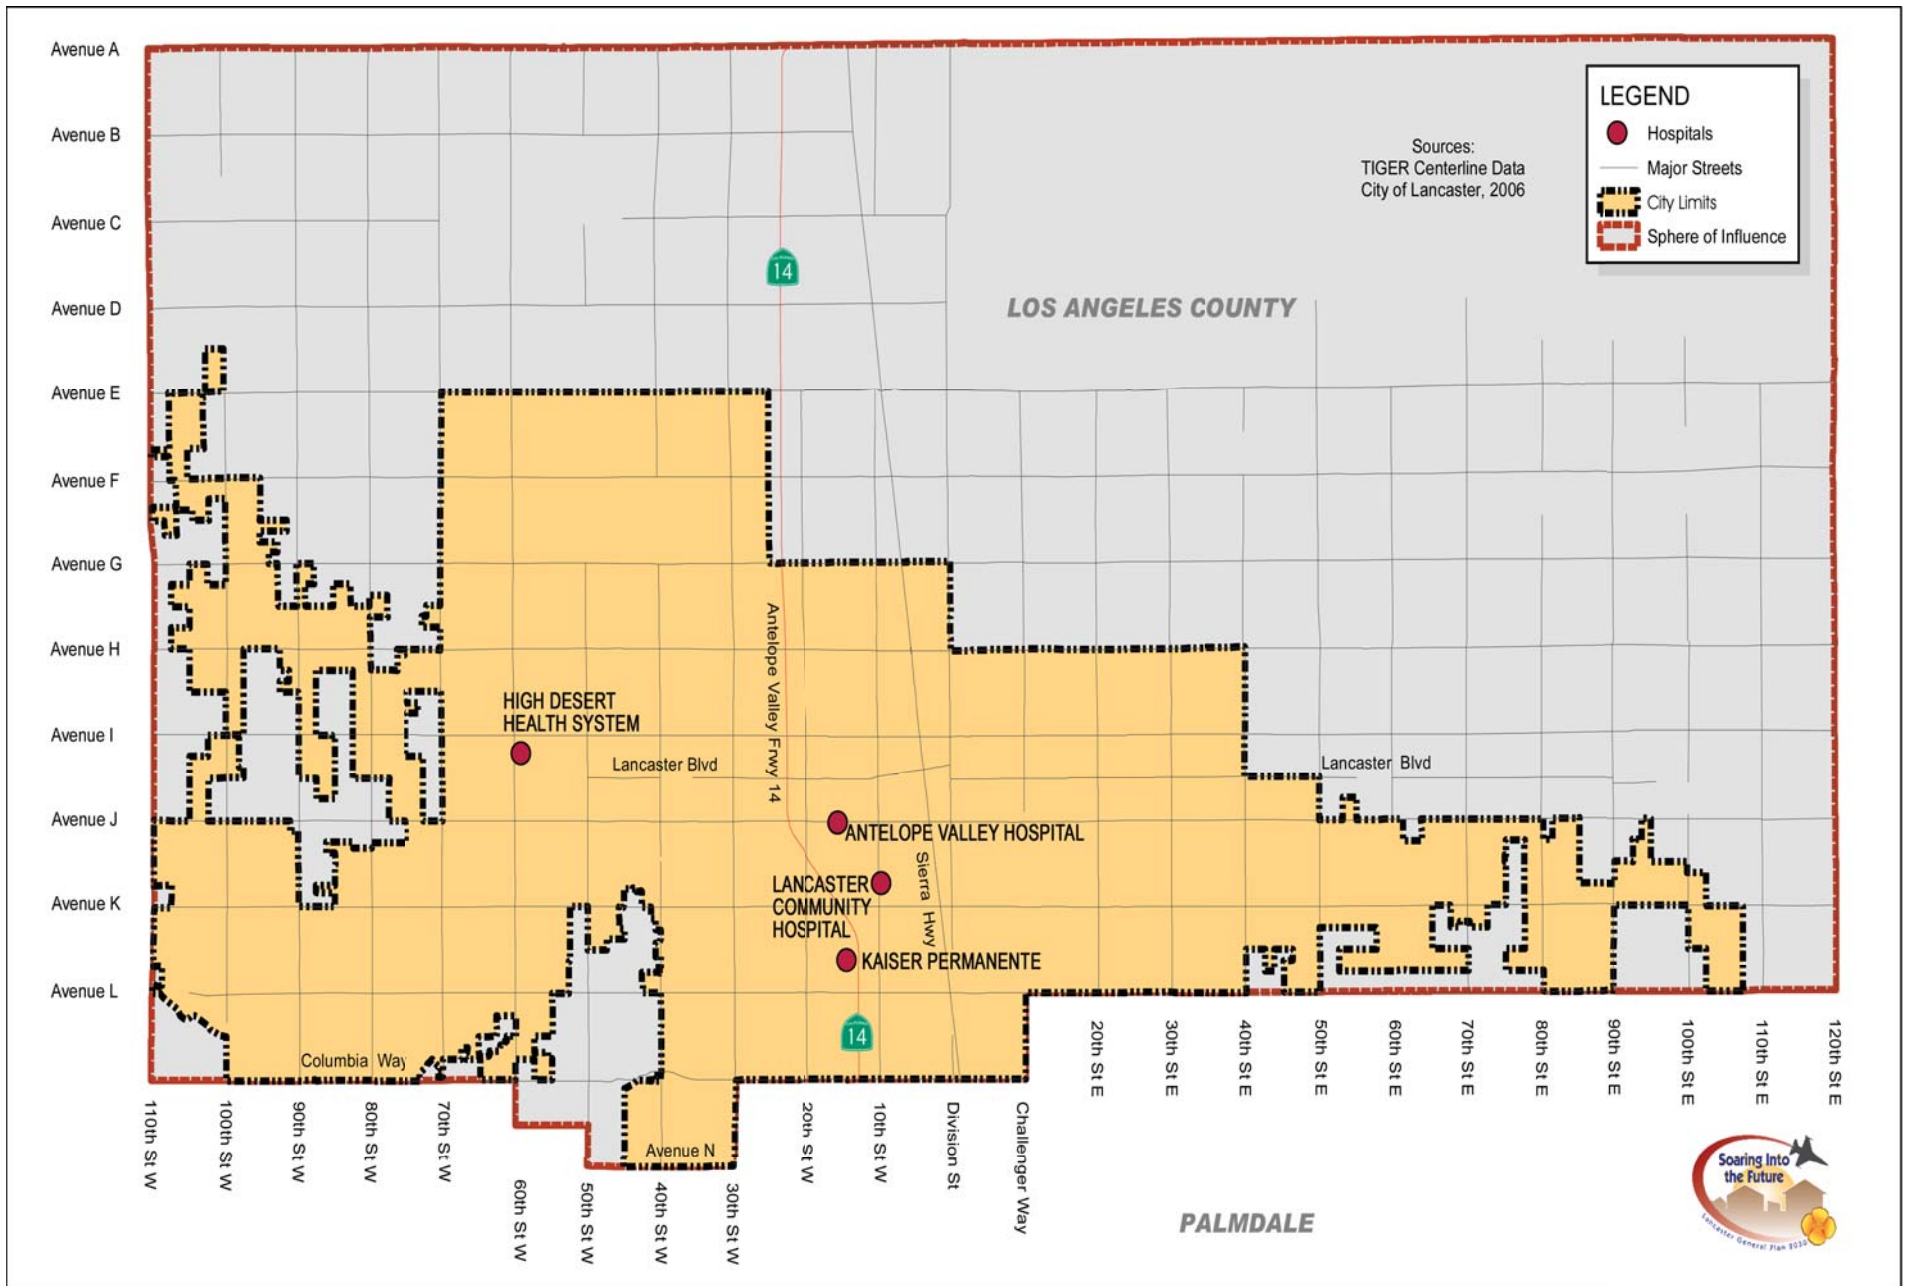 Avenue A
Avenue B
Avenue C
Avenue D
Avenue E
Avenue F
Avenue G
Avenue H
Avenue I
Avenue J
Avenue K
Avenue L
LEGEND
Hospitals
Major Streets
City Limits
Sphere of Influence
Sources:
TIGER Centerline Data
City of Lancaster, 2006
14
LOS ANGELES COUNTY
Antelope Valley Frwy 14
HIGH DESERT
HEALTH SYSTEM
Lancaster Blvd
Lancaster Blvd
ANTELOPE VALLEY HOSPITAL
Sierra Hwy
LANCASTER
COMMUNITY
HOSPITAL
KAISER PERMANENTE
14
Columbia Way
Avenue N
110th St W
100th St W
90th St W
80th St W
70th St W
60th St W
50th St W
40th St W
30th St W
20th St W
10th St W
Division St
Challenger Way
20th St E
30th St E
40th St E
50th St E
60th St E
70th St E
80th St E
90th St E
100th St E
110th St E
120th St E
PALMDALE
Soaring Into
the Future
Lancaster General Plan 2030